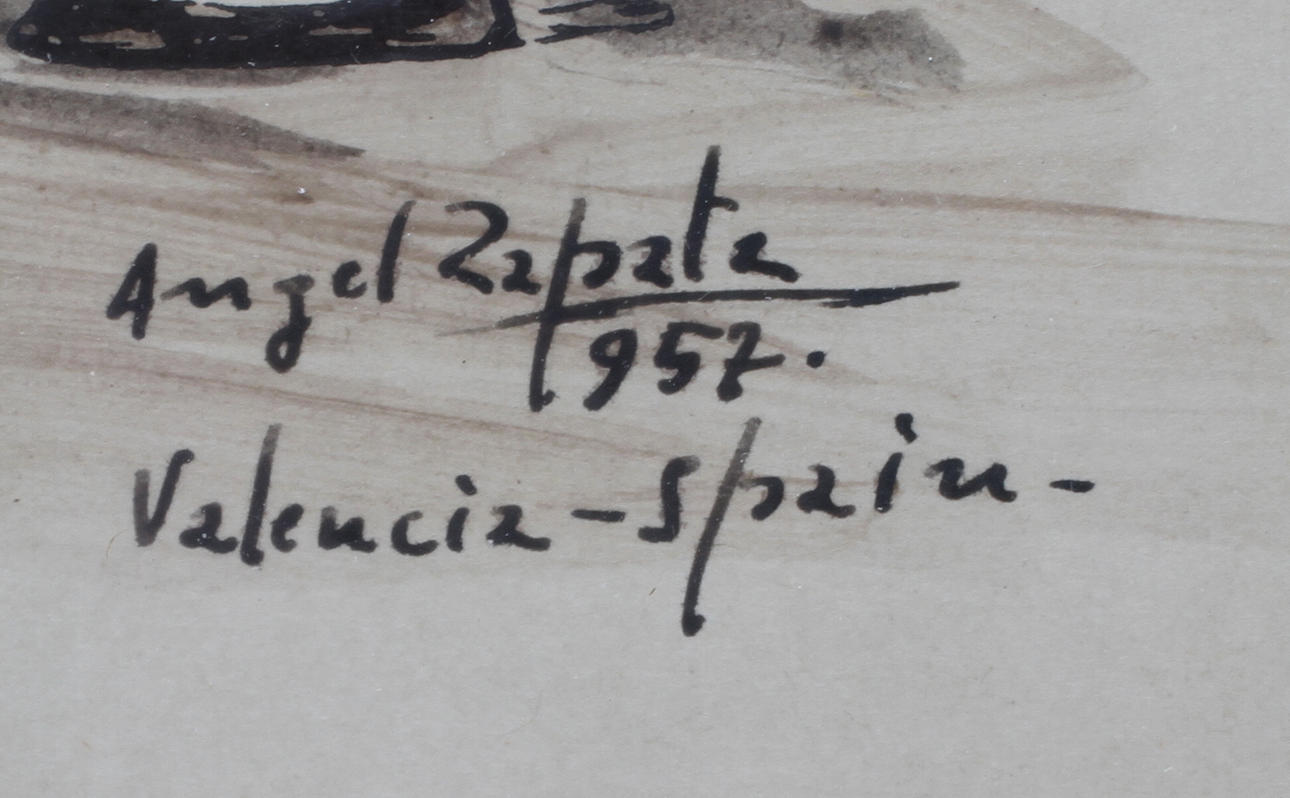 Angel Zapata
1957.
Valencia - Spain -